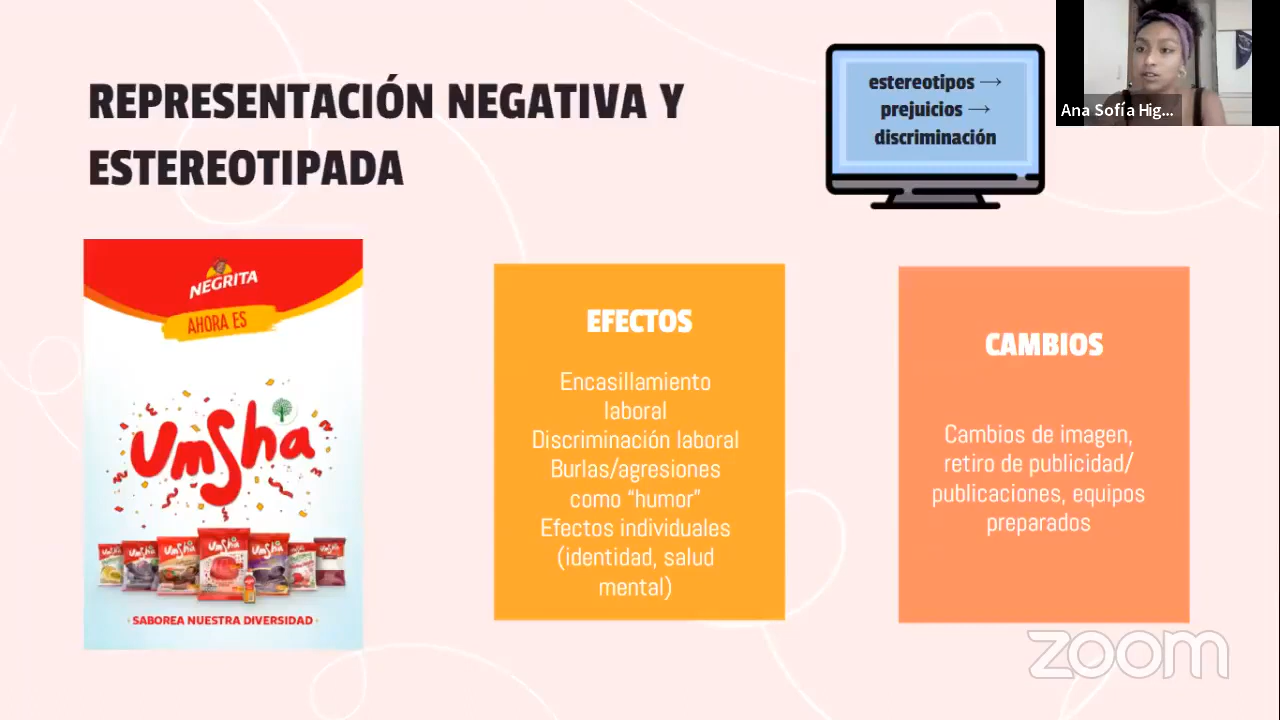 REPRESENTACIÓN NEGATIVA Y
ESTEREOTIPADA
estereotipos →
prejuicios →
discriminación
Ana Sofía Hig...
NEGRITA
AHORA ES
umsha
SABOREA NUESTRA DIVERSIDAD
EFECTOS
Encasillamiento
laboral
Discriminación laboral
Burlas/agresiones
como “humor”
Efectos individuales
(identidad, salud
mental)
CAMBIOS
Cambios de imagen,
retiro de publicidad/
publicaciones, equipos
preparados
zoom